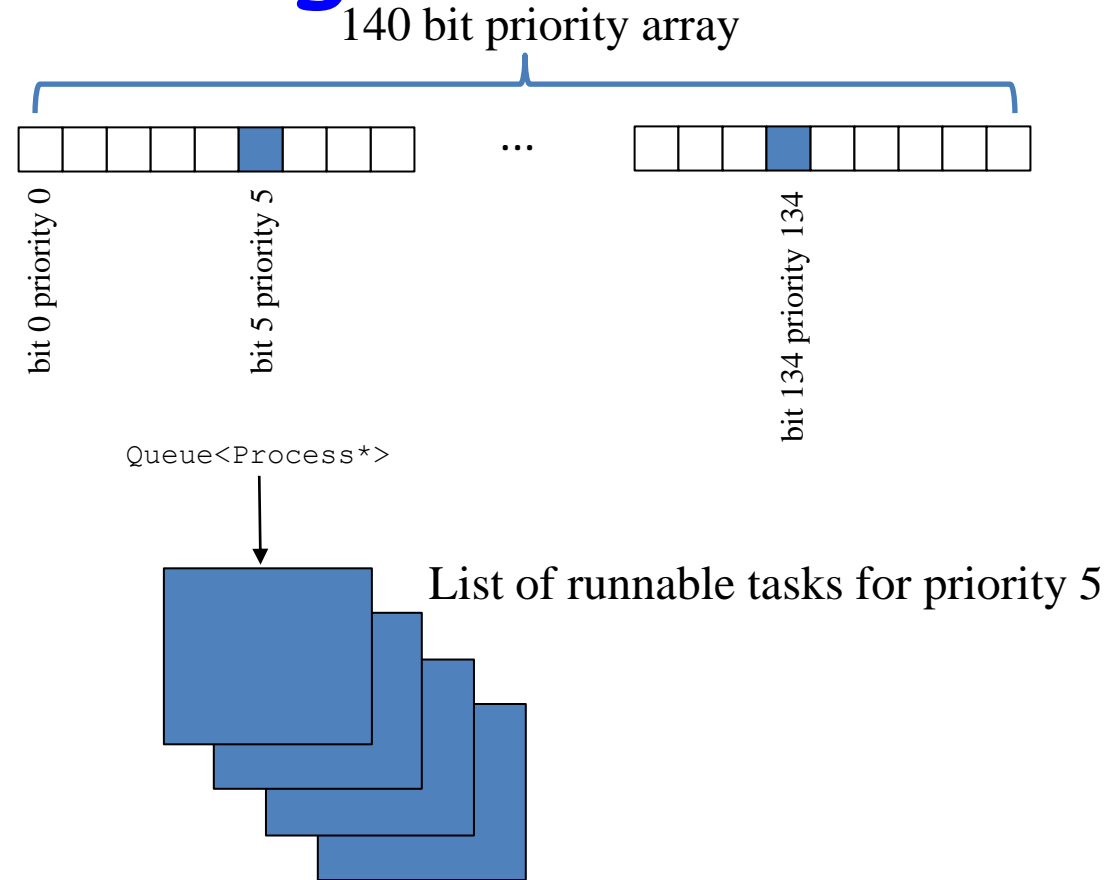 140 bit priority array
...
bit 0 priority 0
bit 5 priority 5
bit 134 priority 134
Queue<Process*>
List of runnable tasks for priority 5